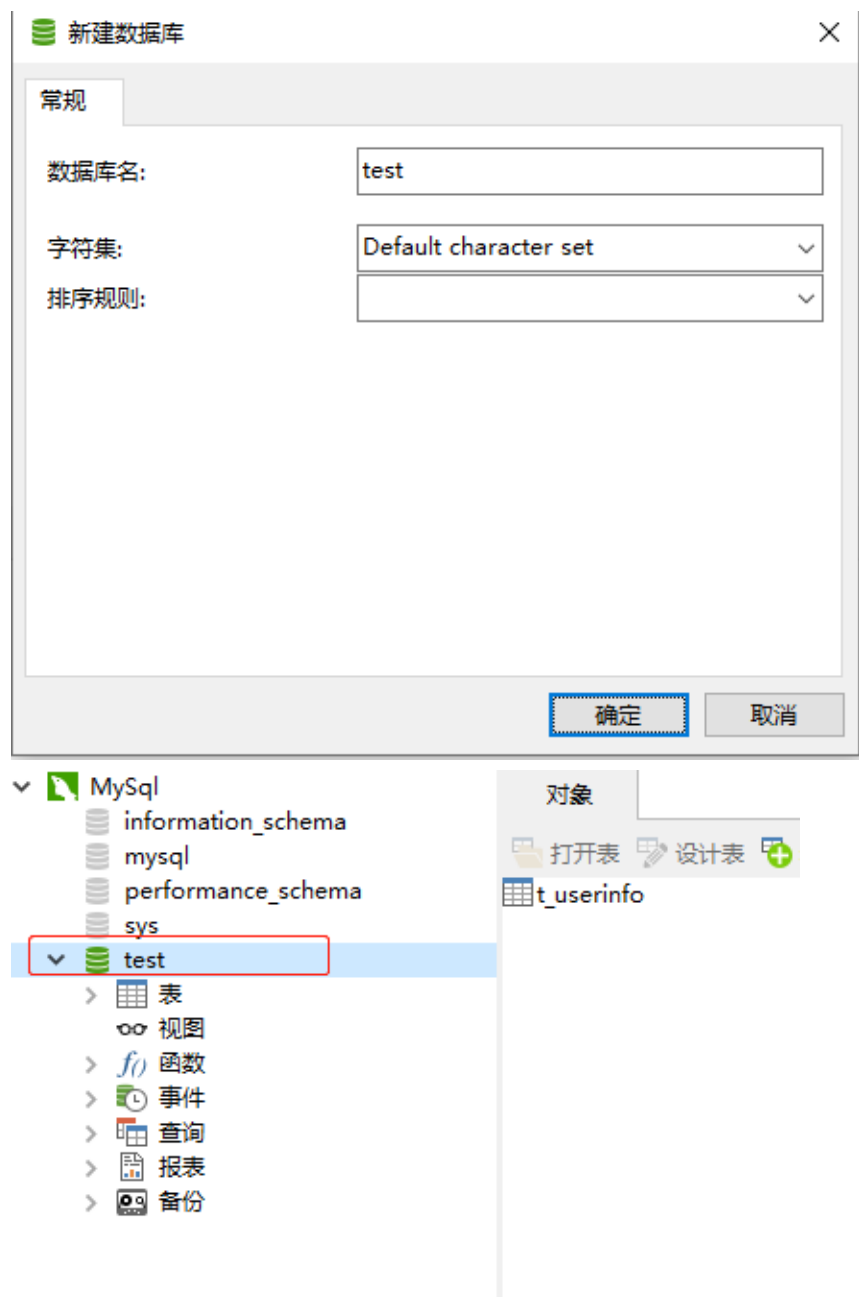 新建数据库
常规
数据库名: test
字符集: Default character set
排序规则:
确定 取消
MySql
information_schema
mysql
performance_schema
sys
test
表
视图
f() 函数
事件
查询
报表
备份
对象
打开表 设计表
t_userinfo